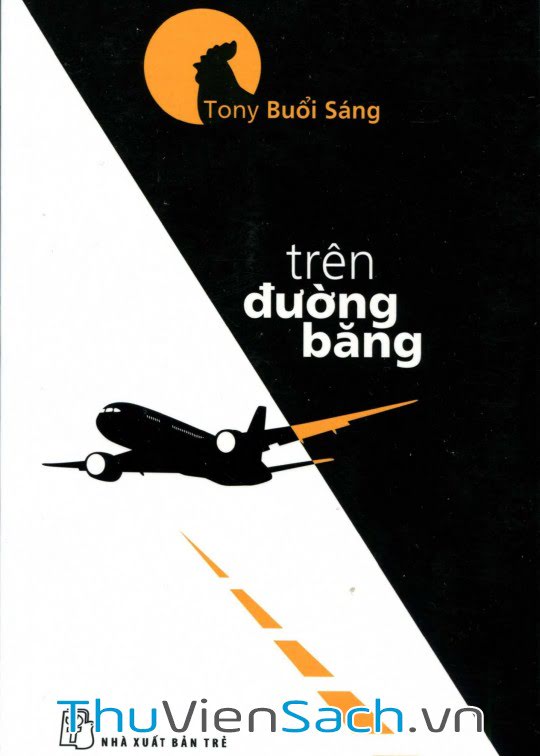 Tony Buổi Sáng
trên
đường
băng
ThuVienSach.vn
NHÀ XUẤT BẢN TRẺ